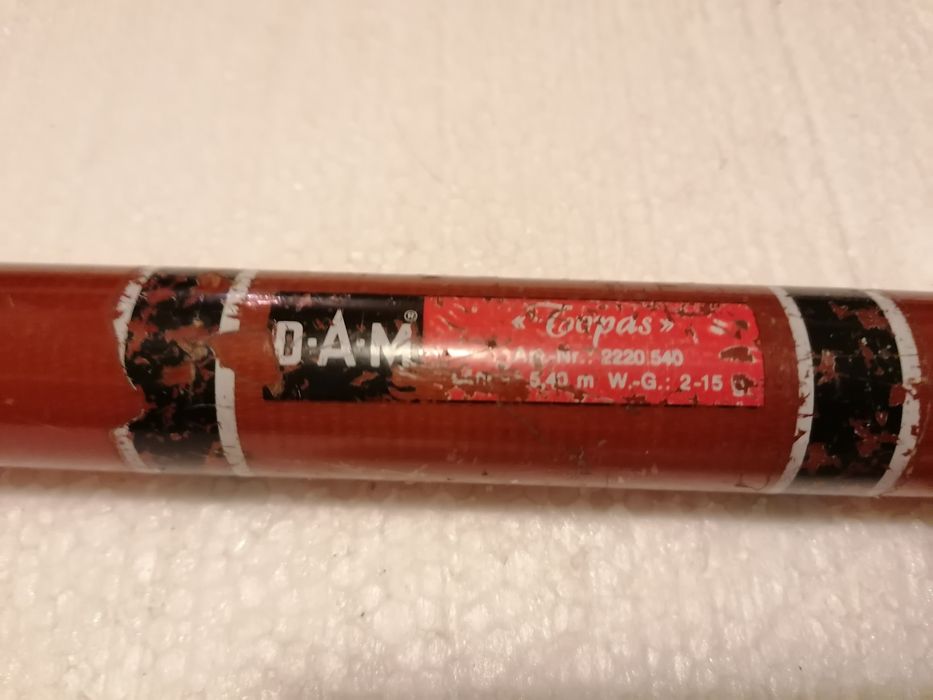 D·A·M®
« Topas »
Art.-Nr.: 2220.540
5,40 m W.-G.: 2-15 g